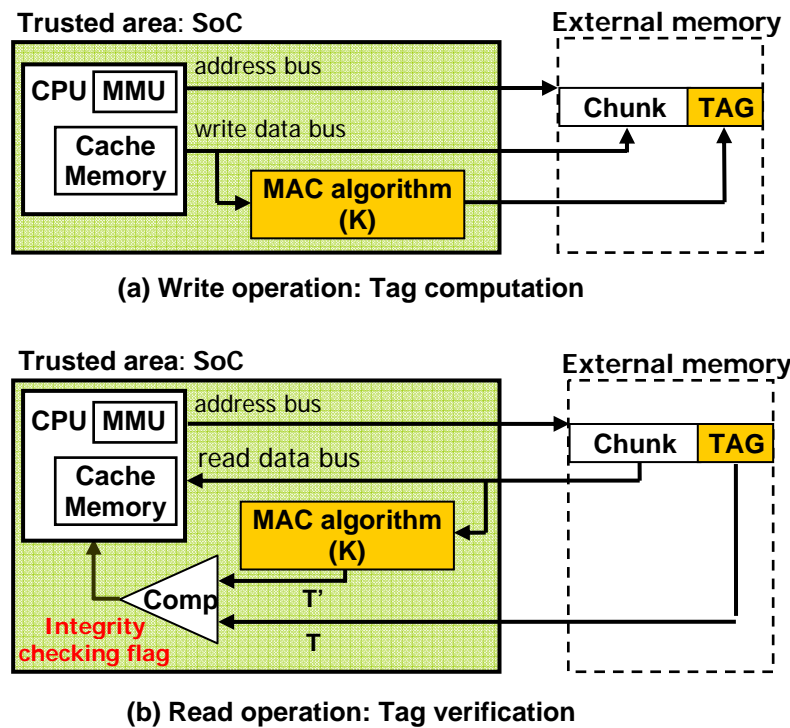 Trusted area: SoC
External memory
address bus
CPU
MMU
Chunk
TAG
write data bus
Cache
Memory
MAC algorithm
(K)
(a) Write operation: Tag computation
Trusted area: SoC
External memory
address bus
CPU
MMU
Chunk
TAG
read data bus
Cache
Memory
MAC algorithm
(K)
Comp
T'
Integrity
checking flag
T
(b) Read operation: Tag verification